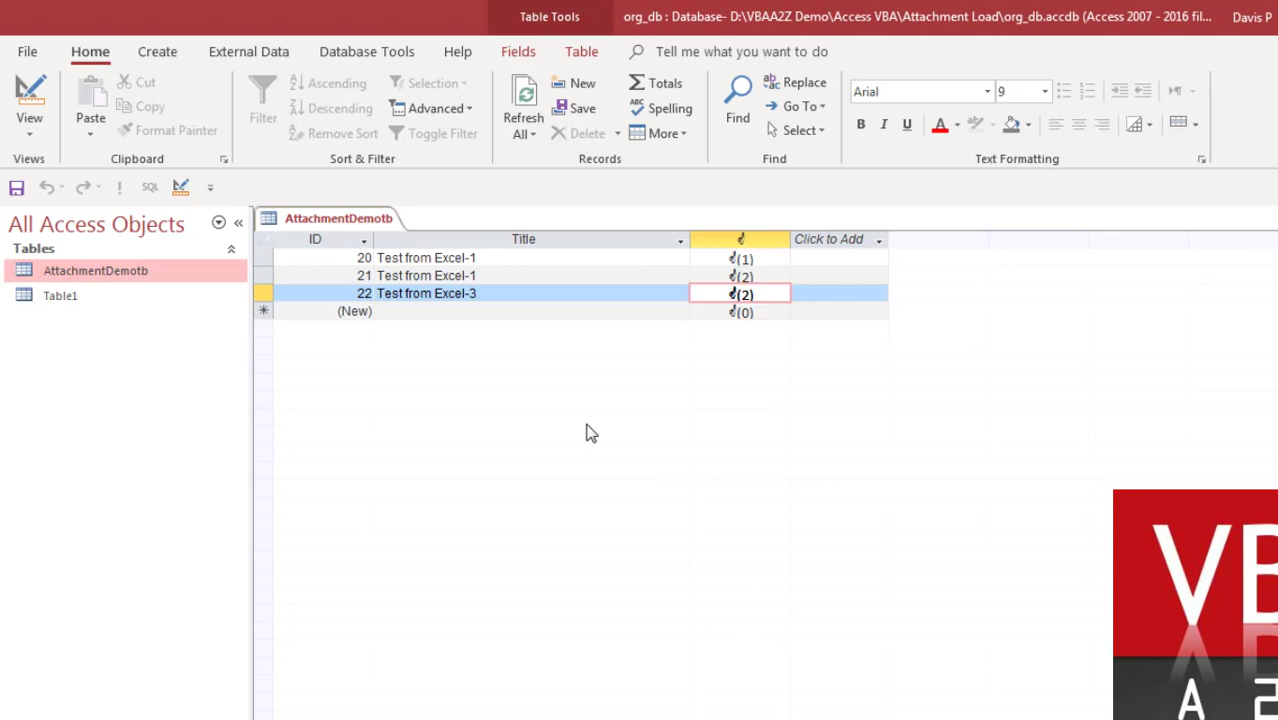 Table Tools
org_db : Database- D:\VBAA2Z Demo\Access VBA\Attachment Load\org_db.accdb (Access 2007 - 2016 fil...
Davis P
File
Home
Create
External Data
Database Tools
Help
Fields
Table
Tell me what you want to do
View
Views
Paste
Cut
Copy
Format Painter
Clipboard
Filter
Ascending
Descending
Remove Sort
Selection
Advanced
Toggle Filter
Sort & Filter
Refresh
All
New
Save
Delete
Totals
Spelling
More
Records
Find
Replace
Go To
Select
Find
Arial
9
B I U A
Text Formatting
SQL
All Access Objects
Tables
AttachmentDemotb
Table1
AttachmentDemotb
ID Title Click to Add
20 Test from Excel-1 (1)
21 Test from Excel-1 (2)
22 Test from Excel-3 (2)
(New) (0)
VB
A 2